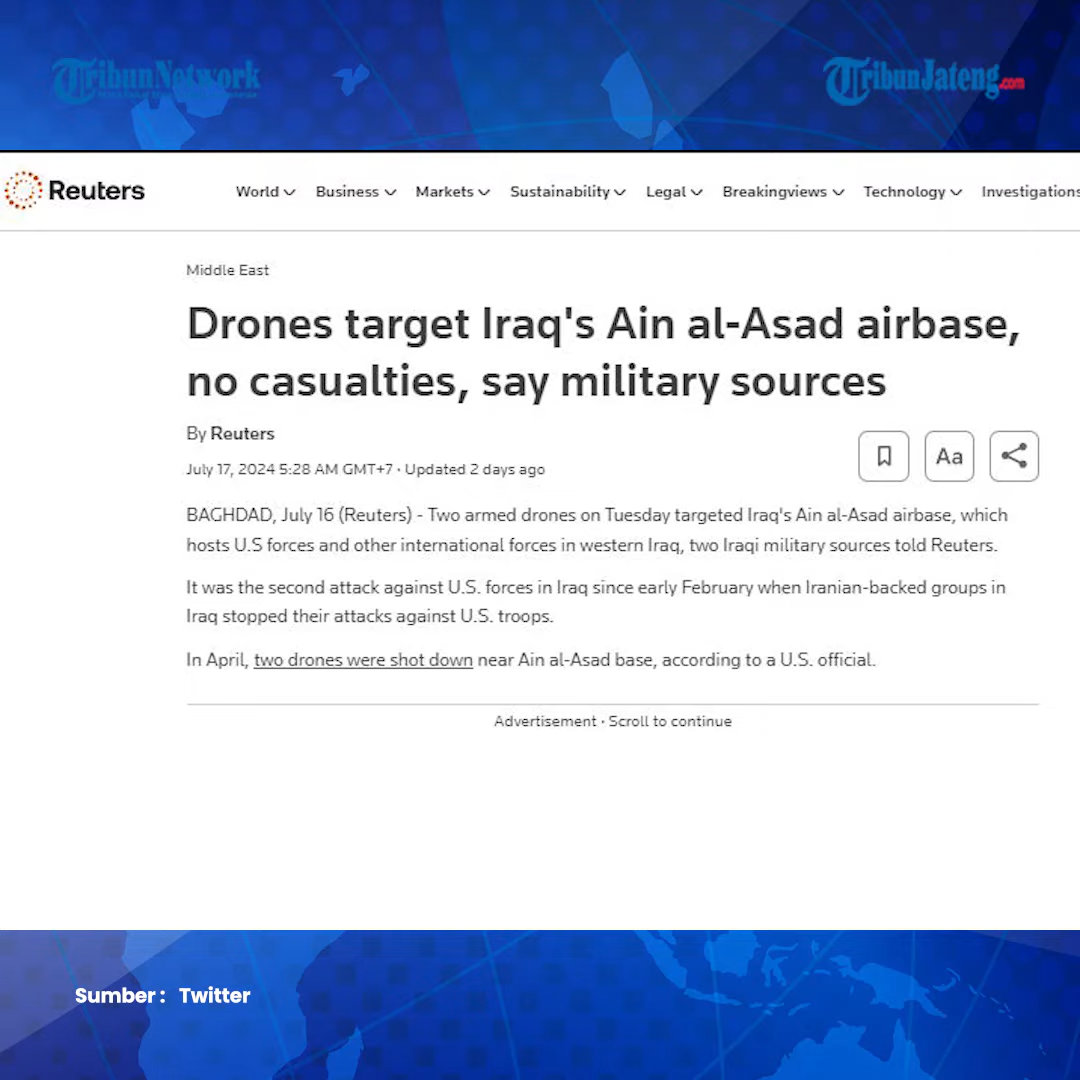 TribunNetwork
TribunJateng.com
Reuters
World Business Markets Sustainability Legal Breakingviews Technology Investigations
Middle East
Drones target Iraq's Ain al-Asad airbase,
no casualties, say military sources
By Reuters
July 17, 2024 5:28 AM GMT+7 · Updated 2 days ago
Aa
BAGHDAD, July 16 (Reuters) - Two armed drones on Tuesday targeted Iraq's Ain al-Asad airbase, which
hosts U.S forces and other international forces in western Iraq, two Iraqi military sources told Reuters.
It was the second attack against U.S. forces in Iraq since early February when Iranian-backed groups in
Iraq stopped their attacks against U.S. troops.
In April, two drones were shot down near Ain al-Asad base, according to a U.S. official.
Advertisement · Scroll to continue
Sumber : Twitter